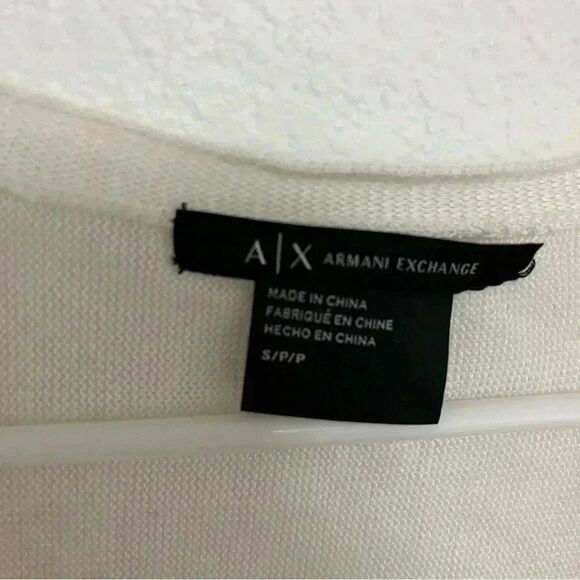 A|X ARMANI EXCHANGE
MADE IN CHINA
FABRIQUÉ EN CHINE
HECHO EN CHINA
S/P/P